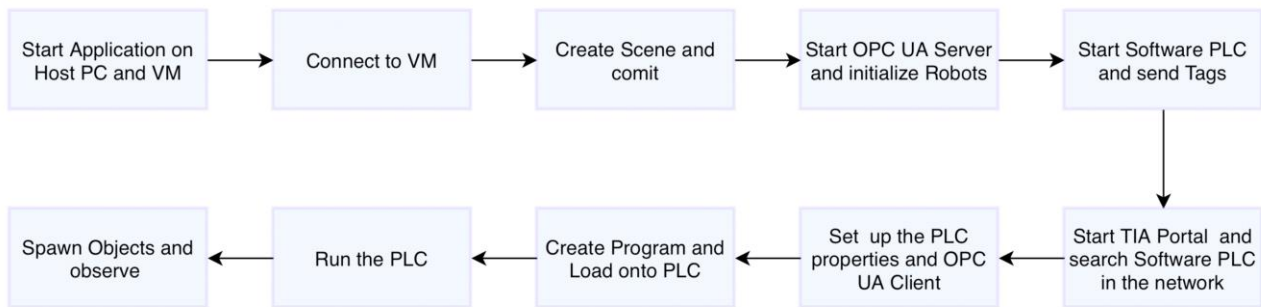 Start Application on
Host PC and VM
Connect to VM
Create Scene and
comit
Start OPC UA Server
and initialize Robots
Start Software PLC
and send Tags
Start TIA Portal and
search Software PLC
in the network
Set up the PLC
properties and OPC
UA Client
Create Program and
Load onto PLC
Run the PLC
Spawn Objects and
observe